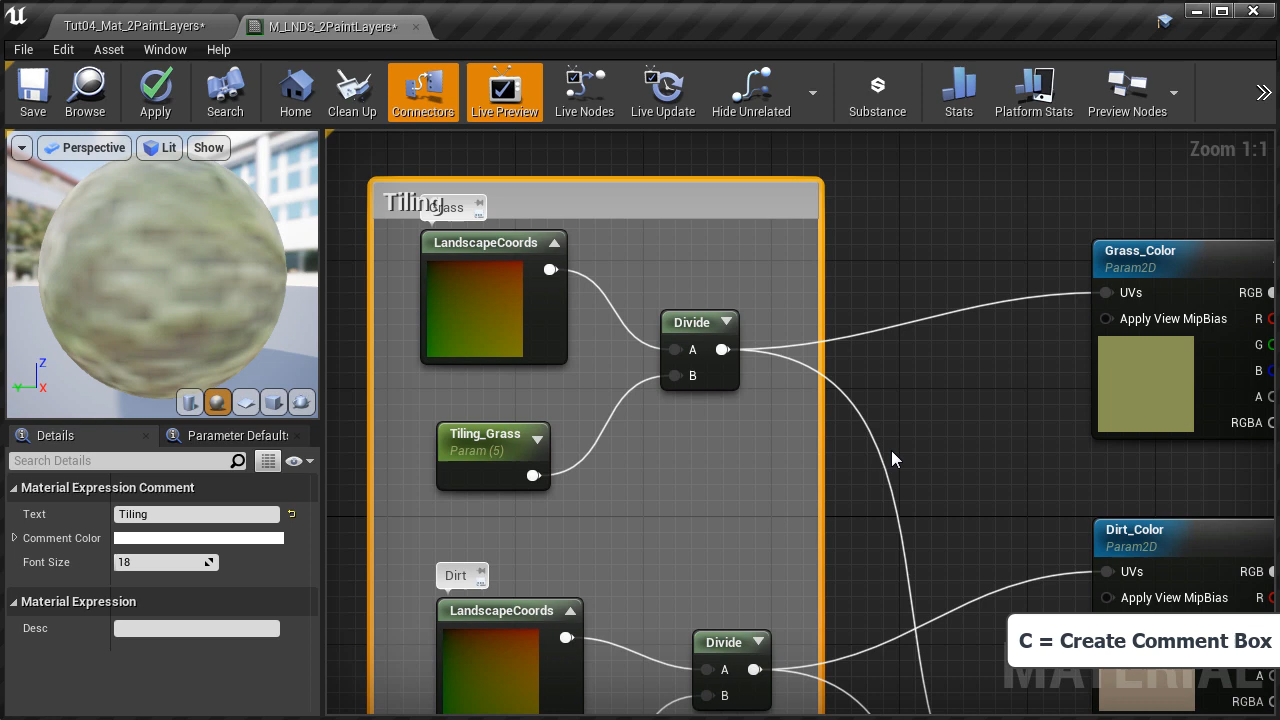 Tut04_Mat_2PaintLayers*
M_LNDS_2PaintLayers*
File Edit Asset Window Help
Save Browse Apply Search Home Clean Up Connectors Live Preview Live Nodes Live Update Hide Unrelated Substance Stats Platform Stats Preview Nodes
Perspective Lit Show
Zoom 1:1
Tiling
Grass
LandscapeCoords
Divide
A
B
Tiling_Grass
Param (5)
Grass_Color
Param2D
UVs RGB
Apply View MipBias R
G
B
A
RGBA
Z
Y X
Details
Parameter Defaults
Search Details
Material Expression Comment
Text Tiling
Comment Color
Font Size 18
Material Expression
Desc
Dirt
LandscapeCoords
Divide
A
B
Dirt_Color
Param2D
UVs RGB
Apply View MipBias R
C = Create Comment Box
MATERIAL
A
RGBA